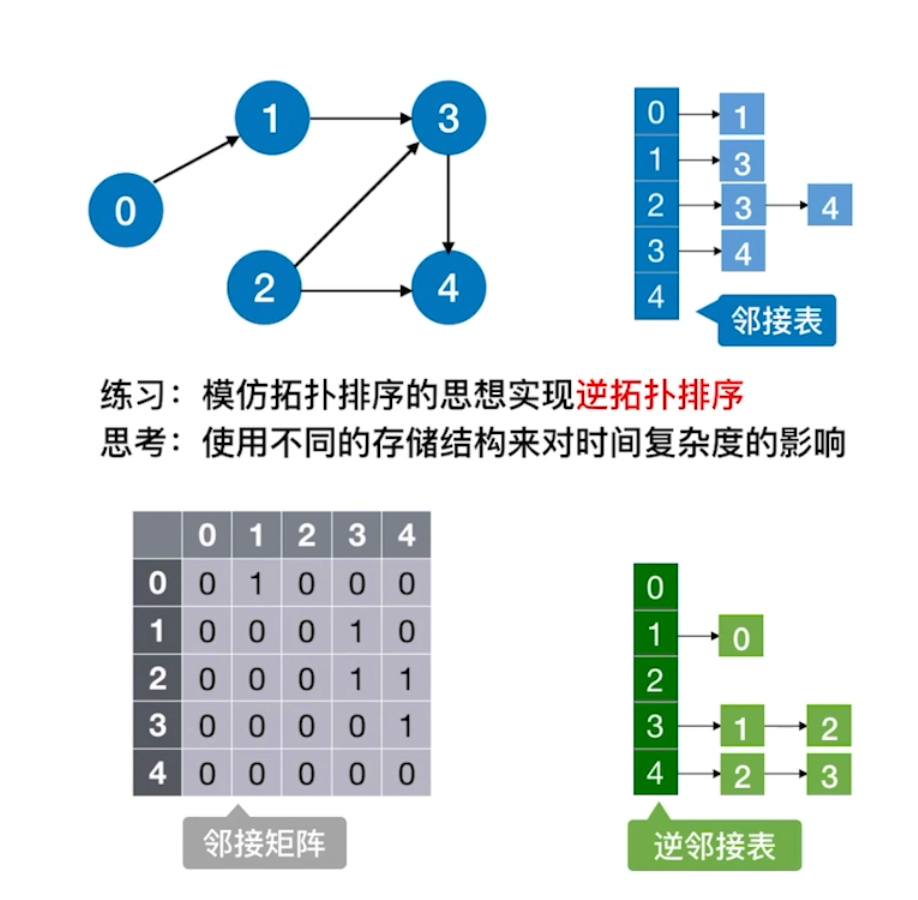 1
3
0
2
4
0 1
1 3
2 3 4
3 4
4
邻接表
练习：模仿拓扑排序的思想实现逆拓扑排序
思考：使用不同的存储结构来对时间复杂度的影响
0 1 2 3 4
0 0 1 0 0 0
1 0 0 0 1 0
2 0 0 0 1 1
3 0 0 0 0 1
4 0 0 0 0 0
邻接矩阵
0
1 0
2
3 1 2
4 2 3
逆邻接表